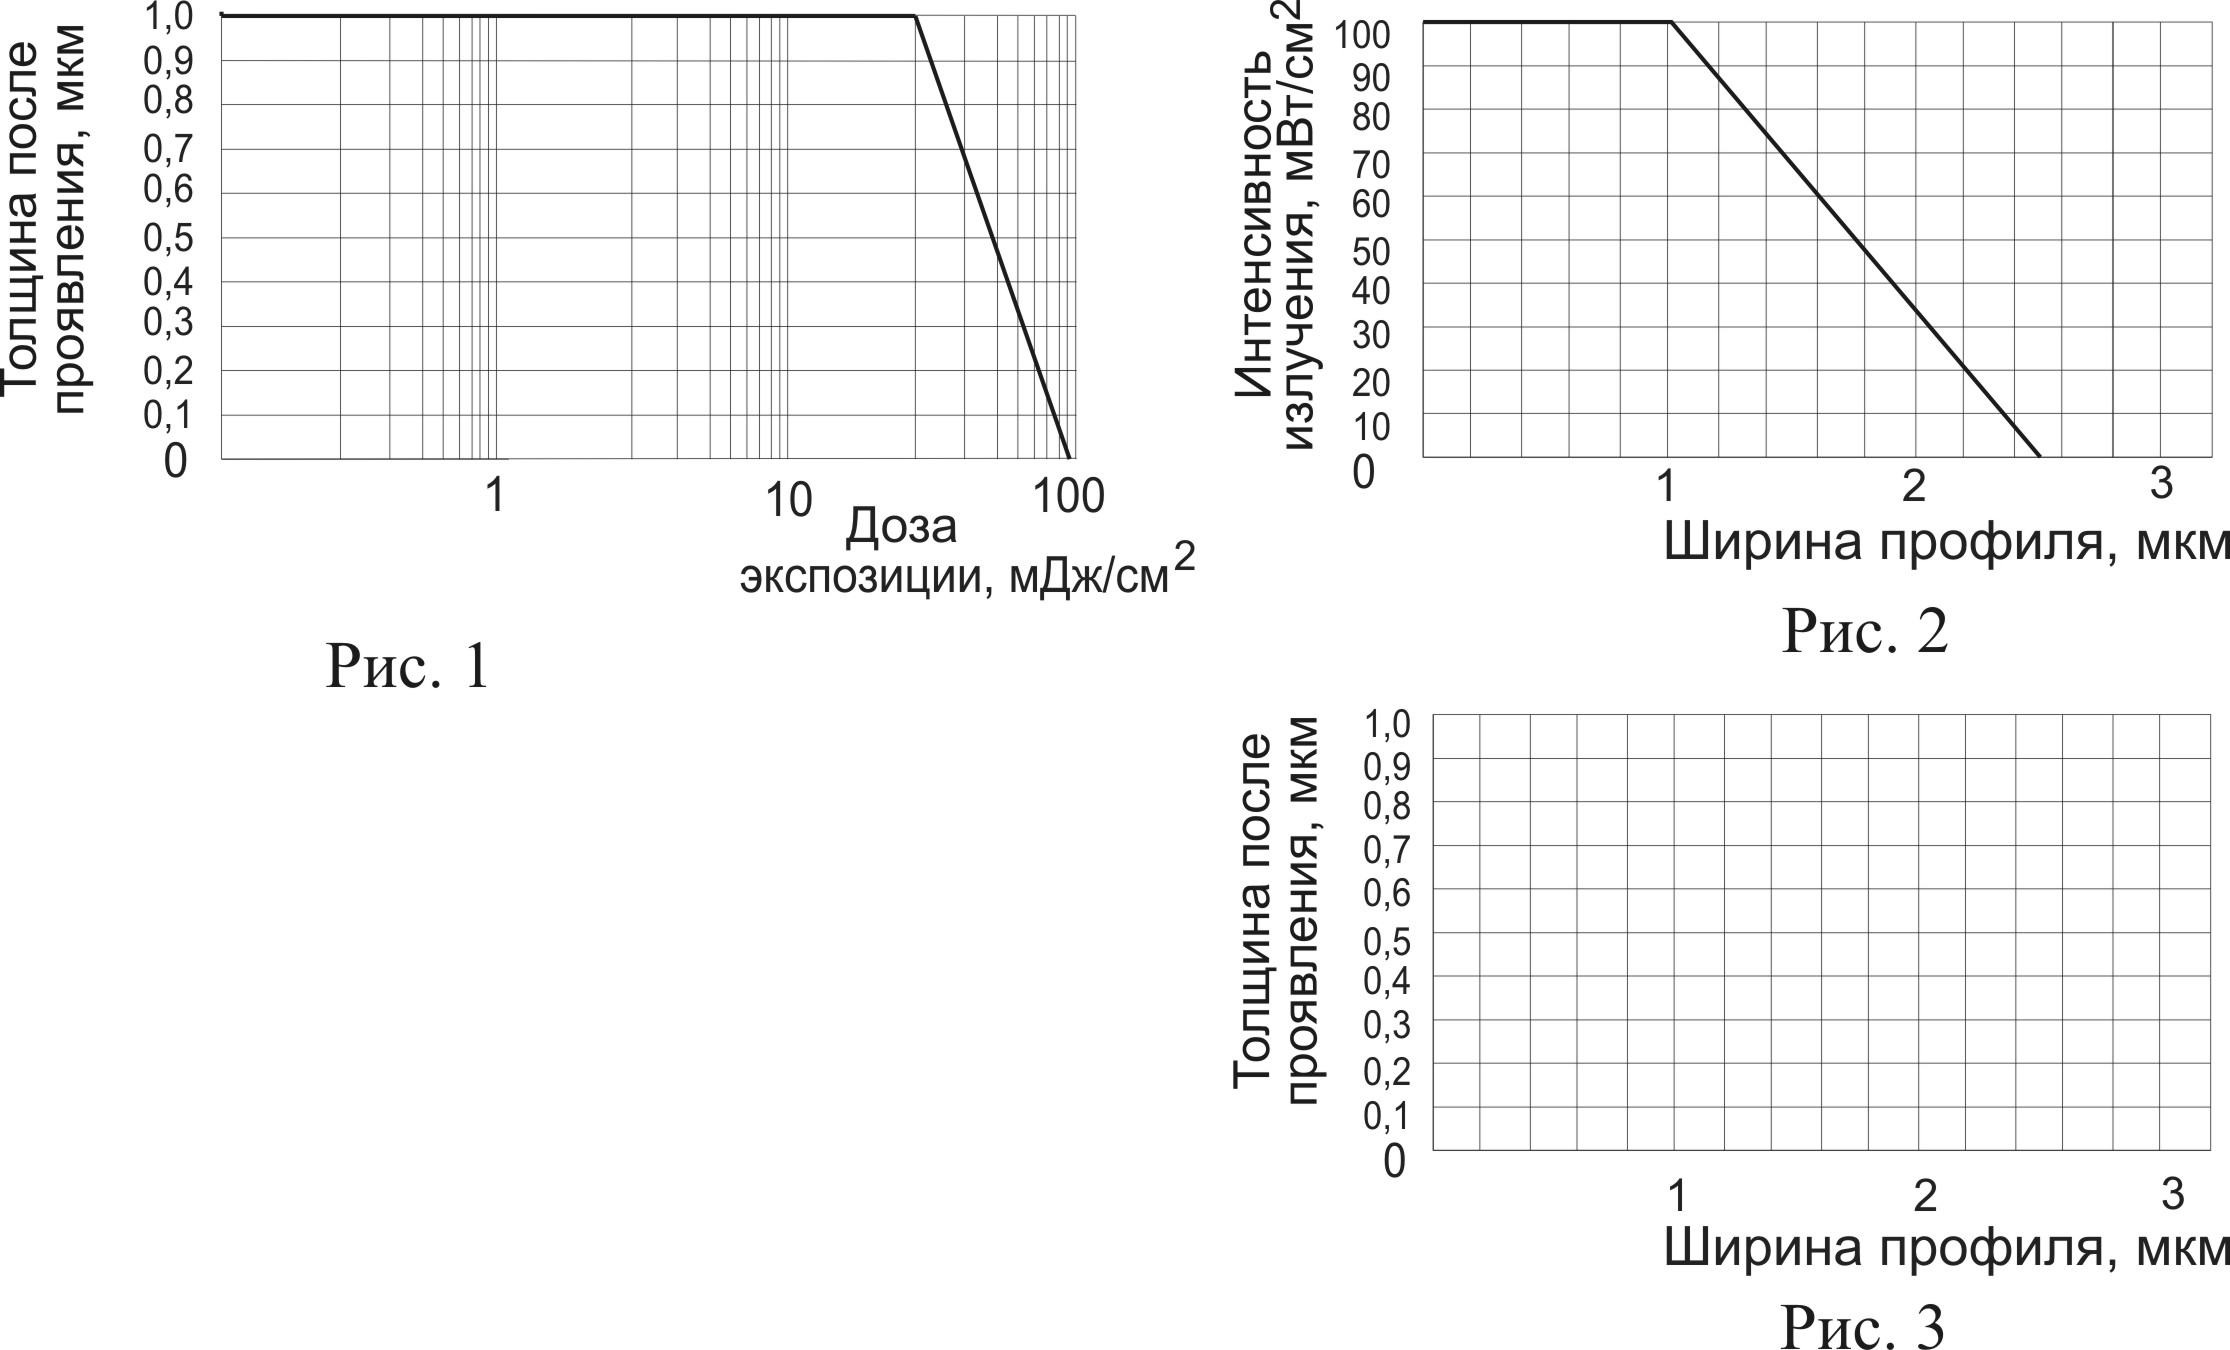 Толщина после
проявления, мкм
1,0
0,9
0,8
0,7
0,6
0,5
0,4
0,3
0,2
0,1
0
1 10 100
Доза
экспозиции, мДж/см2
Рис. 1
Интенсивность
излучения, мВт/см2
100
90
80
70
60
50
40
30
20
10
0
1 2 3
Ширина профиля, мкм
Рис. 2
Толщина после
проявления, мкм
1,0
0,9
0,8
0,7
0,6
0,5
0,4
0,3
0,2
0,1
0
1 2 3
Ширина профиля, мкм
Рис. 3